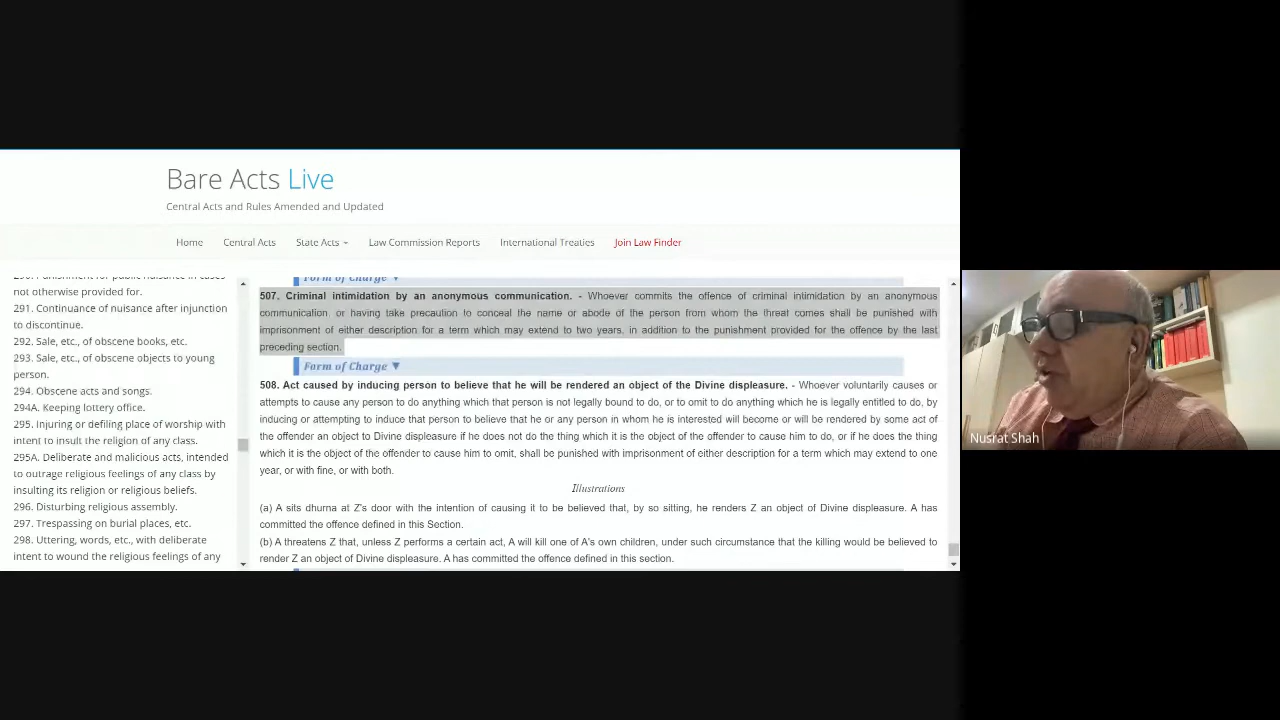 Bare Acts Live
Central Acts and Rules Amended and Updated
Home Central Acts State Acts Law Commission Reports International Treaties Join Law Finder
290. Punishment for public nuisance in cases
not otherwise provided for.
291. Continuance of nuisance after injunction
to discontinue.
292. Sale, etc., of obscene books, etc.
293. Sale, etc., of obscene objects to young
person.
294. Obscene acts and songs.
294A. Keeping lottery office.
295. Injuring or defiling place of worship with
intent to insult the religion of any class.
295A. Deliberate and malicious acts, intended
to outrage religious feelings of any class by
insulting its religion or religious beliefs.
296. Disturbing religious assembly.
297. Trespassing on burial places, etc.
298. Uttering, words, etc., with deliberate
intent to wound the religious feelings of any
Form of Charge ▼
507. Criminal intimidation by an anonymous communication. - Whoever commits the offence of criminal intimidation by an anonymous
communication, or having take precaution to conceal the name or abode of the person from whom the threat comes shall be punished with
imprisonment of either description for a term which may extend to two years, in addition to the punishment provided for the offence by the last
preceding section.
Form of Charge ▼
508. Act caused by inducing person to believe that he will be rendered an object of the Divine displeasure. - Whoever voluntarily causes or
attempts to cause any person to do anything which that person is not legally bound to do, or to omit to do anything which he is legally entitled to do, by
inducing or attempting to induce that person to believe that he or any person in whom he is interested will become or will be rendered by some act of
the offender an object to Divine displeasure if he does not do the thing which it is the object of the offender to cause him to do, or if he does the thing
which it is the object of the offender to cause him to omit, shall be punished with imprisonment of either description for a term which may extend to one
year, or with fine, or with both.
Illustrations
(a) A sits dhurna at Z's door with the intention of causing it to be believed that, by so sitting, he renders Z an object of Divine displeasure. A has
committed the offence defined in this Section.
(b) A threatens Z that, unless Z performs a certain act, A will kill one of A's own children, under such circumstance that the killing would be believed to
render Z an object of Divine displeasure. A has committed the offence defined in this section.
Nusrat Shah